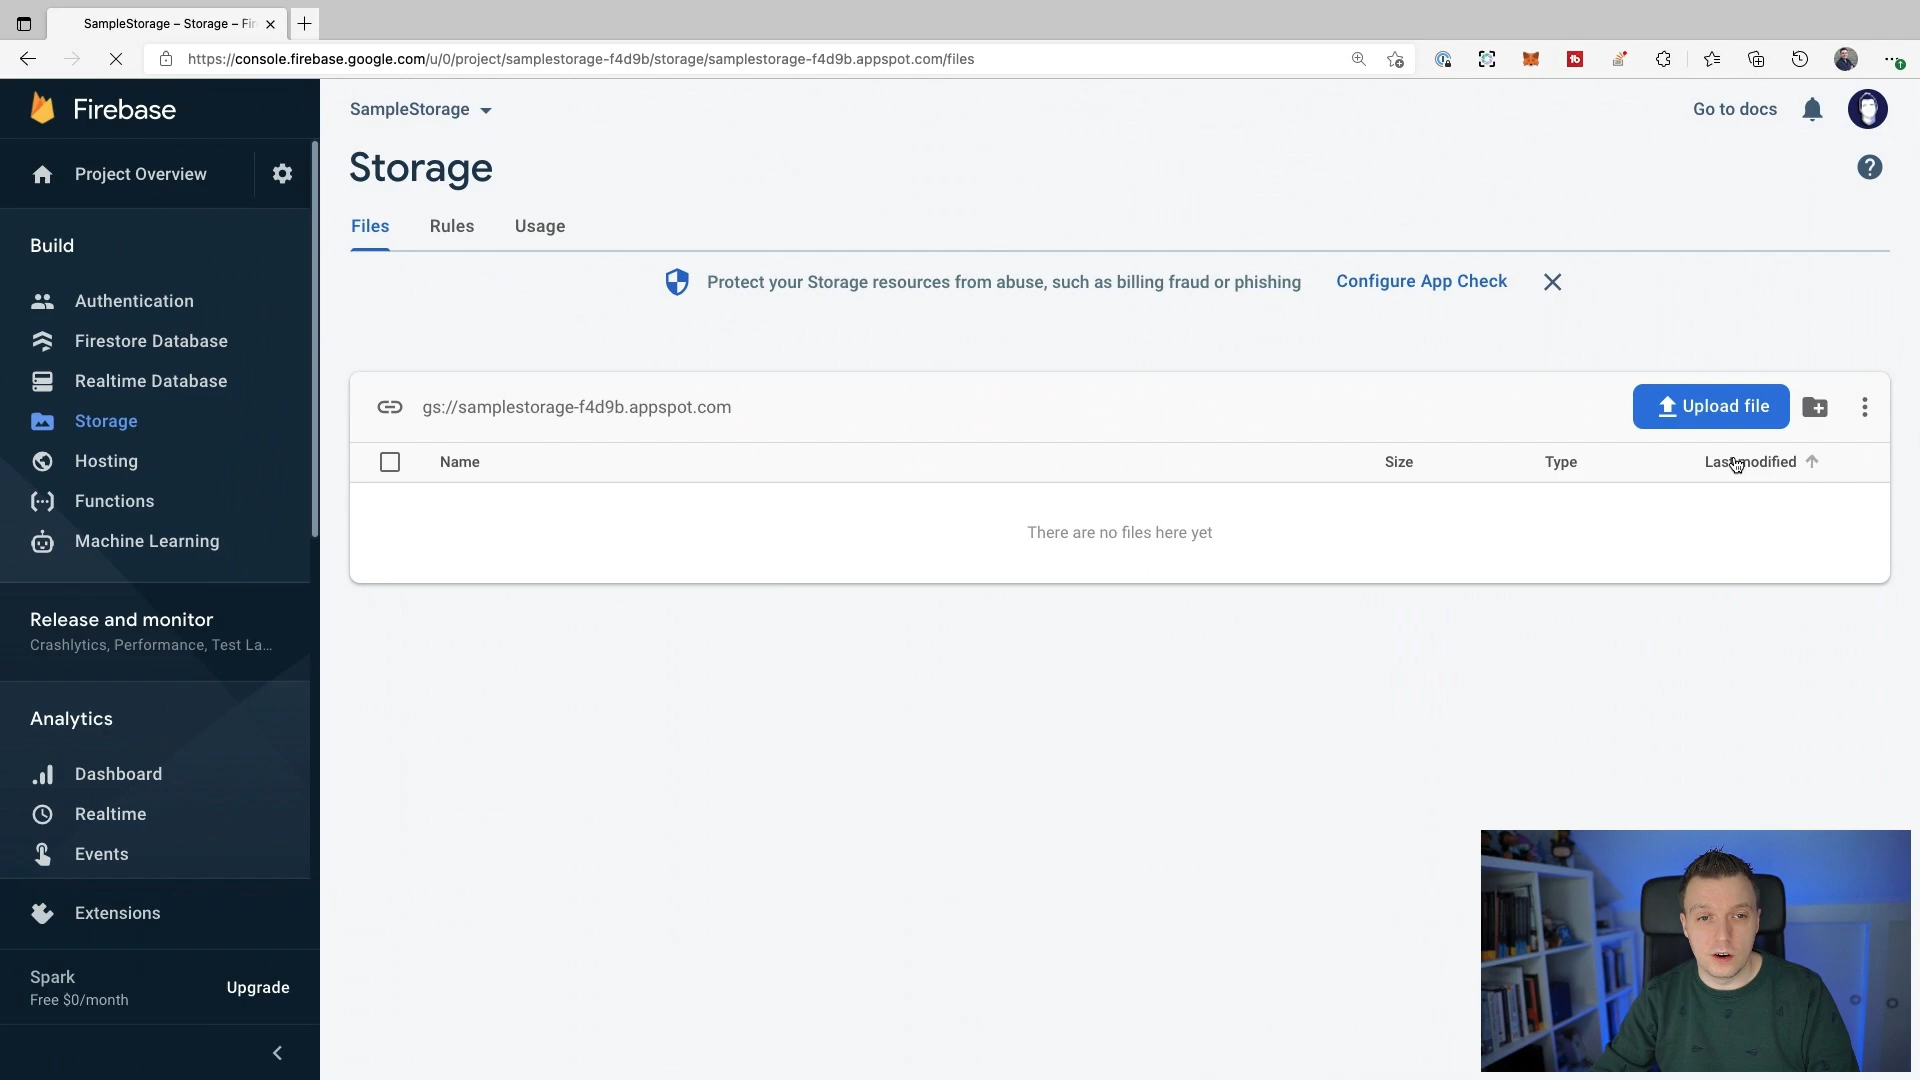 SampleStorage – Storage – Fir
https://console.firebase.google.com/u/0/project/samplestorage-f4d9b/storage/samplestorage-f4d9b.appspot.com/files
Firebase
SampleStorage
Go to docs
Project Overview
Storage
Files
Rules
Usage
Build
Protect your Storage resources from abuse, such as billing fraud or phishing
Configure App Check
Authentication
Firestore Database
Realtime Database
Storage
Hosting
Functions
Machine Learning
gs://samplestorage-f4d9b.appspot.com
Upload file
Name
Size
Type
Last modified
There are no files here yet
Release and monitor
Crashlytics, Performance, Test La...
Analytics
Dashboard
Realtime
Events
Extensions
Spark
Free $0/month
Upgrade